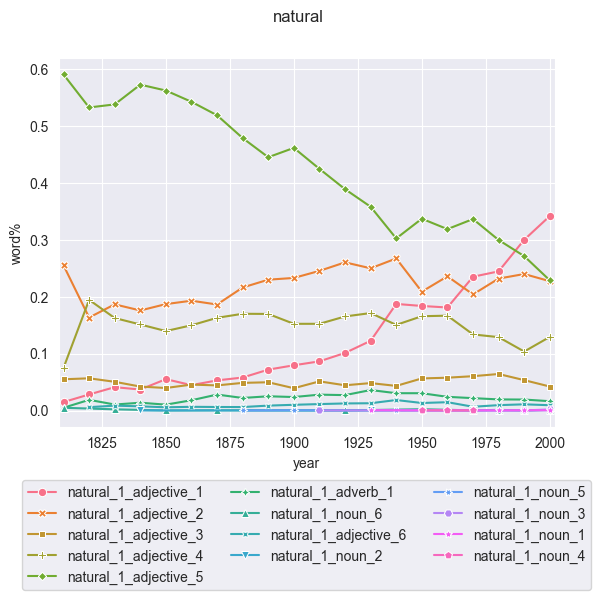 natural
0.6
0.5
0.4
0.3
0.2
0.1
0.0
word%
1825 1850 1875 1900 1925 1950 1975 2000
year
natural_1_adjective_1 natural_1_adverb_1 natural_1_noun_5
natural_1_adjective_2 natural_1_noun_6 natural_1_noun_3
natural_1_adjective_3 natural_1_adjective_6 natural_1_noun_1
natural_1_adjective_4 natural_1_noun_2 natural_1_noun_4
natural_1_adjective_5